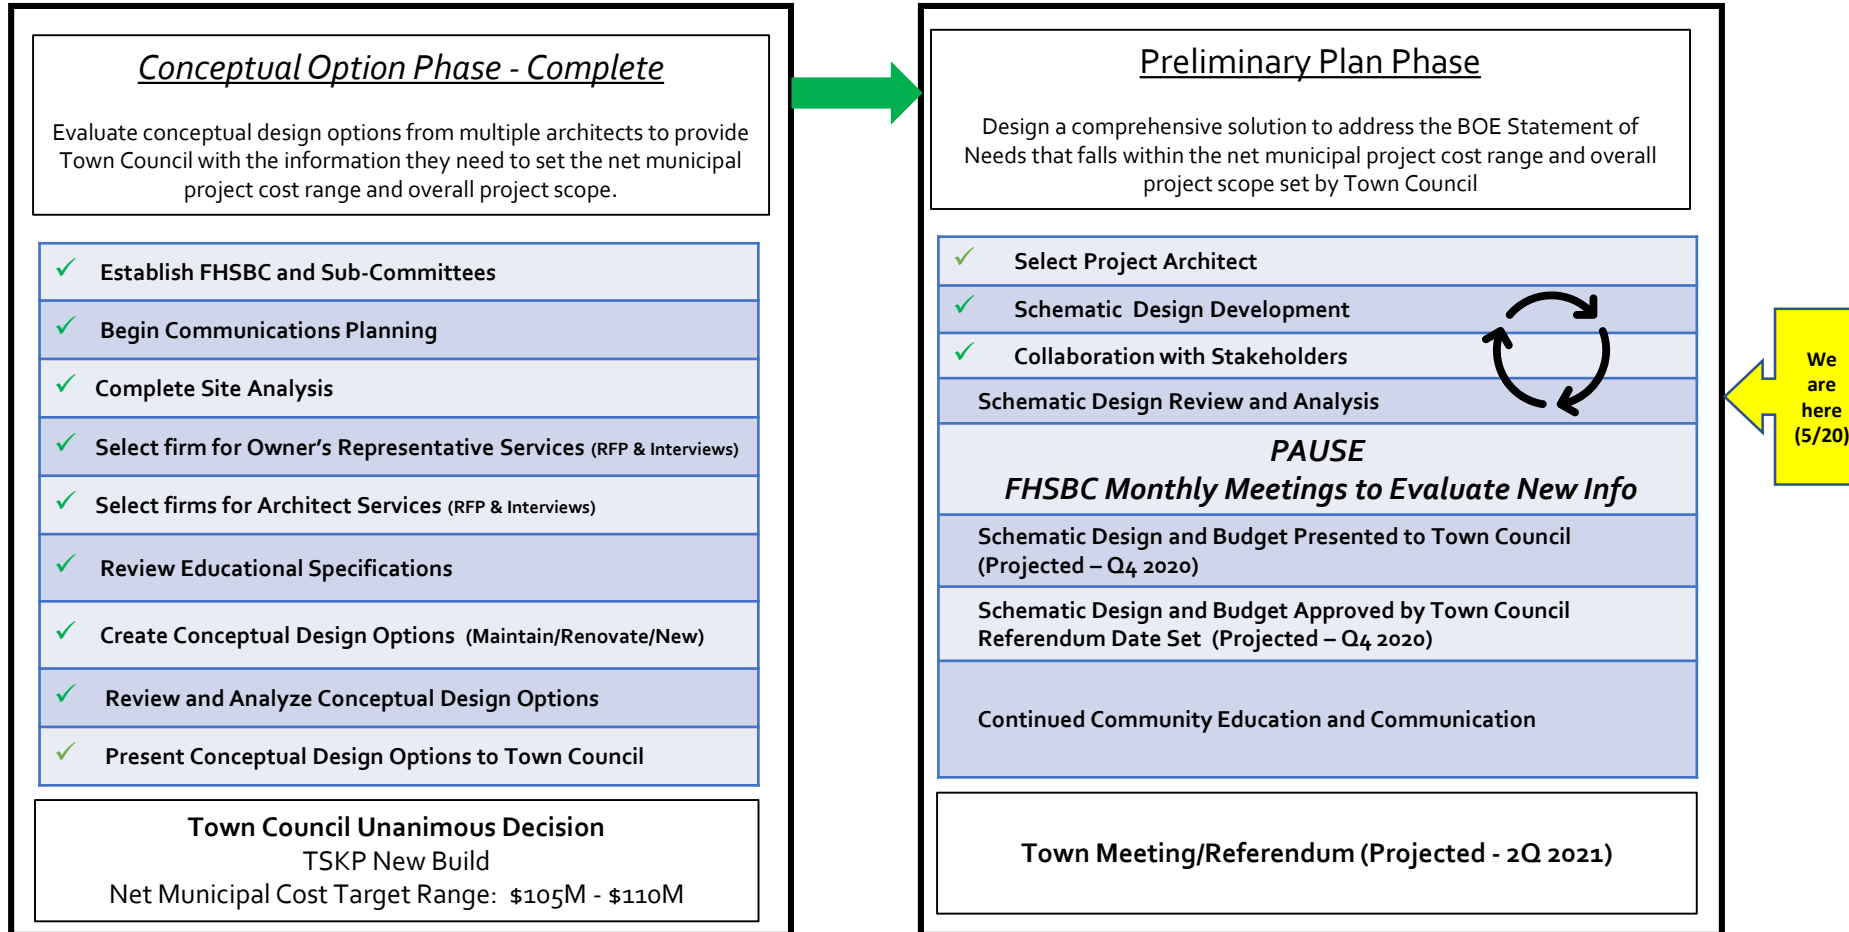 Conceptual Option Phase - Complete
Evaluate conceptual design options from multiple architects to provide
Town Council with the information they need to set the net municipal
project cost range and overall project scope.
✓ Establish FHSBC and Sub-Committees
✓ Begin Communications Planning
✓ Complete Site Analysis
✓ Select firm for Owner's Representative Services (RFP & Interviews)
✓ Select firms for Architect Services (RFP & Interviews)
✓ Review Educational Specifications
✓ Create Conceptual Design Options (Maintain/Renovate/New)
✓ Review and Analyze Conceptual Design Options
✓ Present Conceptual Design Options to Town Council
Town Council Unanimous Decision
TSKP New Build
Net Municipal Cost Target Range: $105M - $110M
Preliminary Plan Phase
Design a comprehensive solution to address the BOE Statement of
Needs that falls within the net municipal project cost range and overall
project scope set by Town Council
✓ Select Project Architect
✓ Schematic Design Development
✓ Collaboration with Stakeholders
Schematic Design Review and Analysis
PAUSE
FHSBC Monthly Meetings to Evaluate New Info
Schematic Design and Budget Presented to Town Council
(Projected – Q4 2020)
Schematic Design and Budget Approved by Town Council
Referendum Date Set (Projected – Q4 2020)
Continued Community Education and Communication
Town Meeting/Referendum (Projected - 2Q 2021)
We
are
here
(5/20)